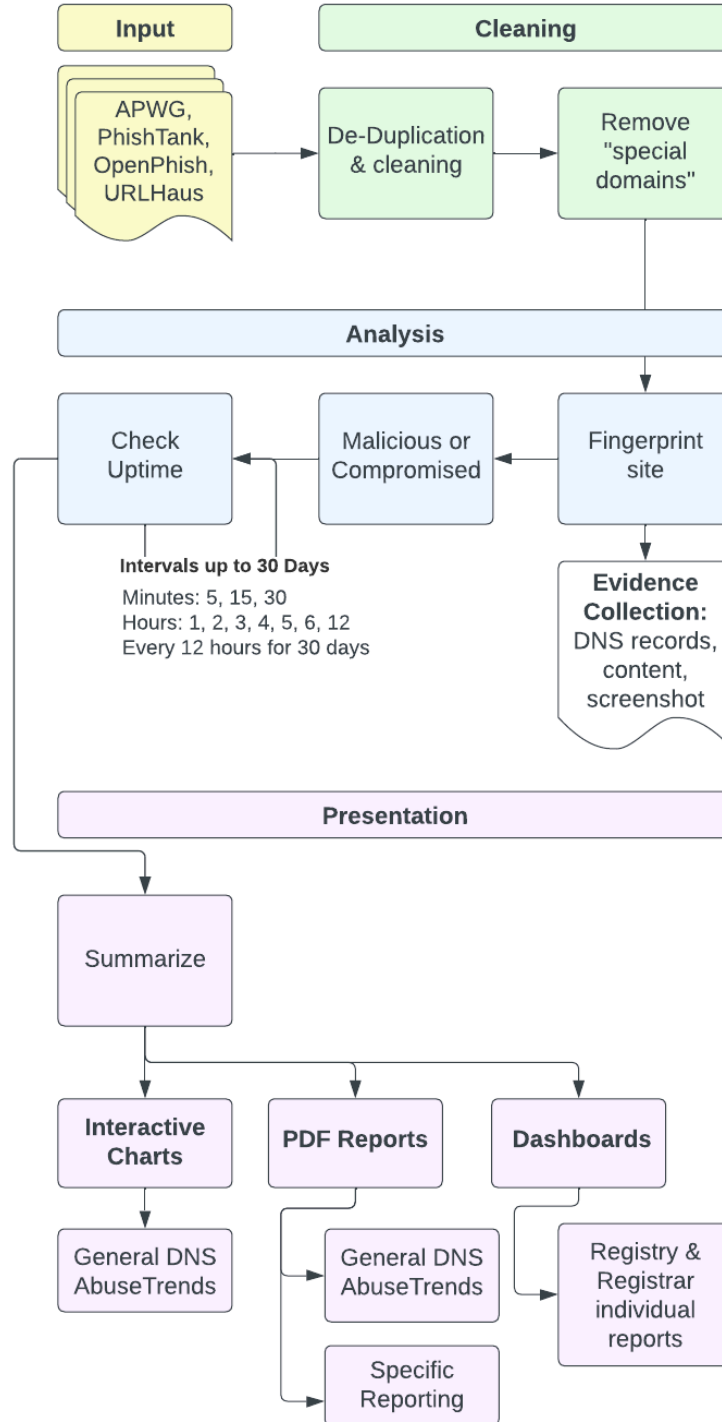 Input
Cleaning
APWG,
PhishTank,
OpenPhish,
URLHaus
De-Duplication
& cleaning
Remove
"special
domains"
Analysis
Check
Uptime
Malicious or
Compromised
Fingerprint
site
Intervals up to 30 Days
Minutes: 5, 15, 30
Hours: 1, 2, 3, 4, 5, 6, 12
Every 12 hours for 30 days
Evidence
Collection:
DNS records,
content,
screenshot
Presentation
Summarize
Interactive
Charts
PDF Reports
Dashboards
General DNS
AbuseTrends
General DNS
AbuseTrends
Registry &
Registrar
individual
reports
Specific
Reporting